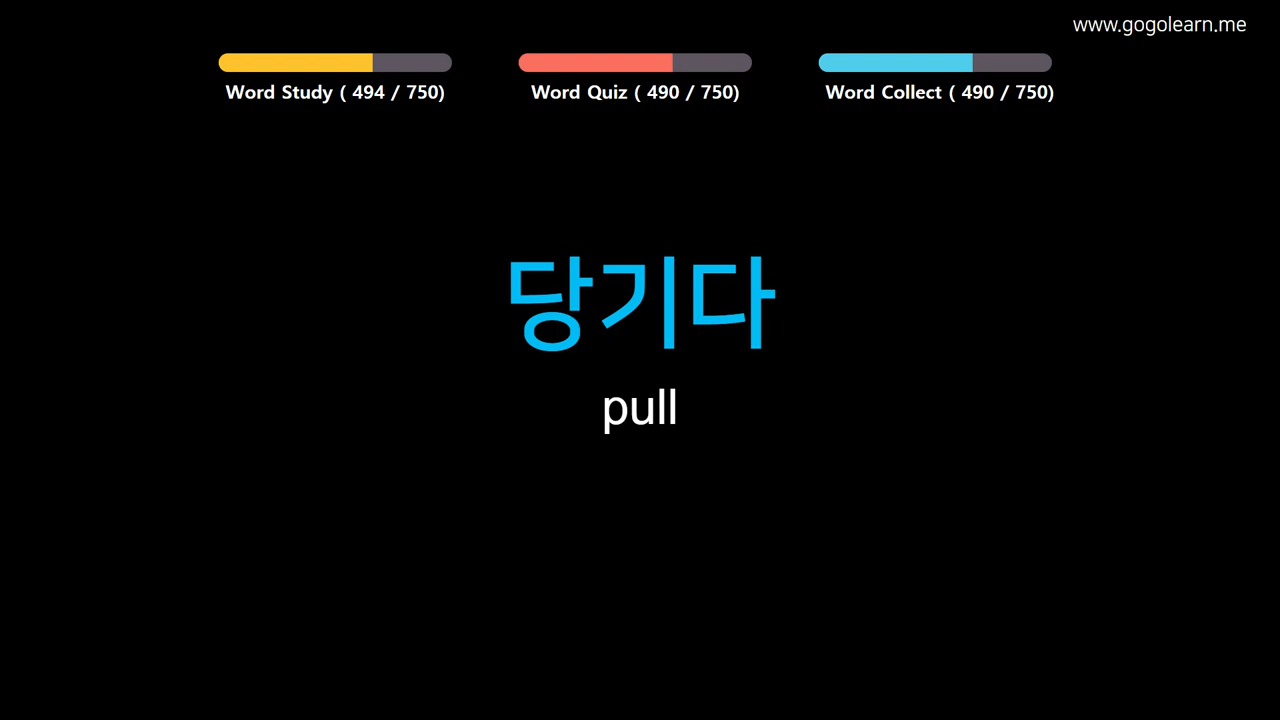 www.gogolearn.me
Word Study ( 494 / 750)
Word Quiz ( 490 / 750)
Word Collect ( 490 / 750)
당기다
pull